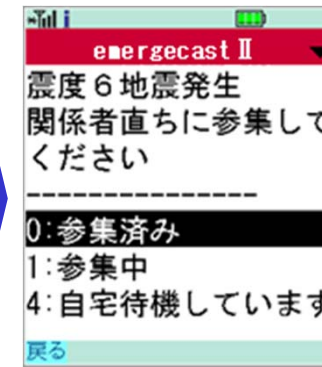 emergecast Ⅱ
震度６地震発生
関係者直ちに参集して
ください
---------------
0:参集済み
1:参集中
4:自宅待機しています
戻る